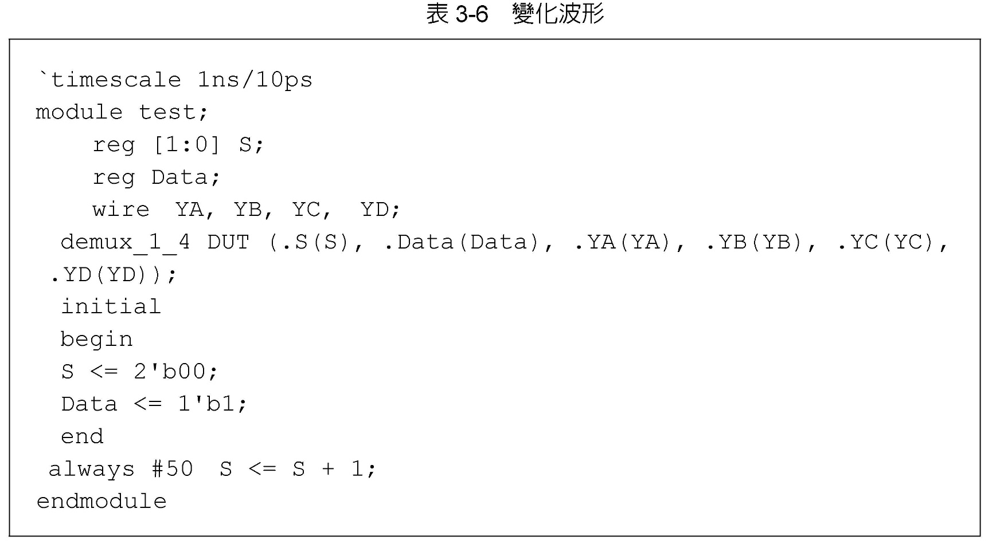 表 3-6 變化波形
`timescale 1ns/10ps
module test;
reg [1:0] S;
reg Data;
wire YA, YB, YC, YD;
demux_1_4 DUT (.S(S), .Data(Data), .YA(YA), .YB(YB), .YC(YC),
.YD(YD));
initial
begin
S <= 2'b00;
Data <= 1'b1;
end
always #50 S <= S + 1;
endmodule